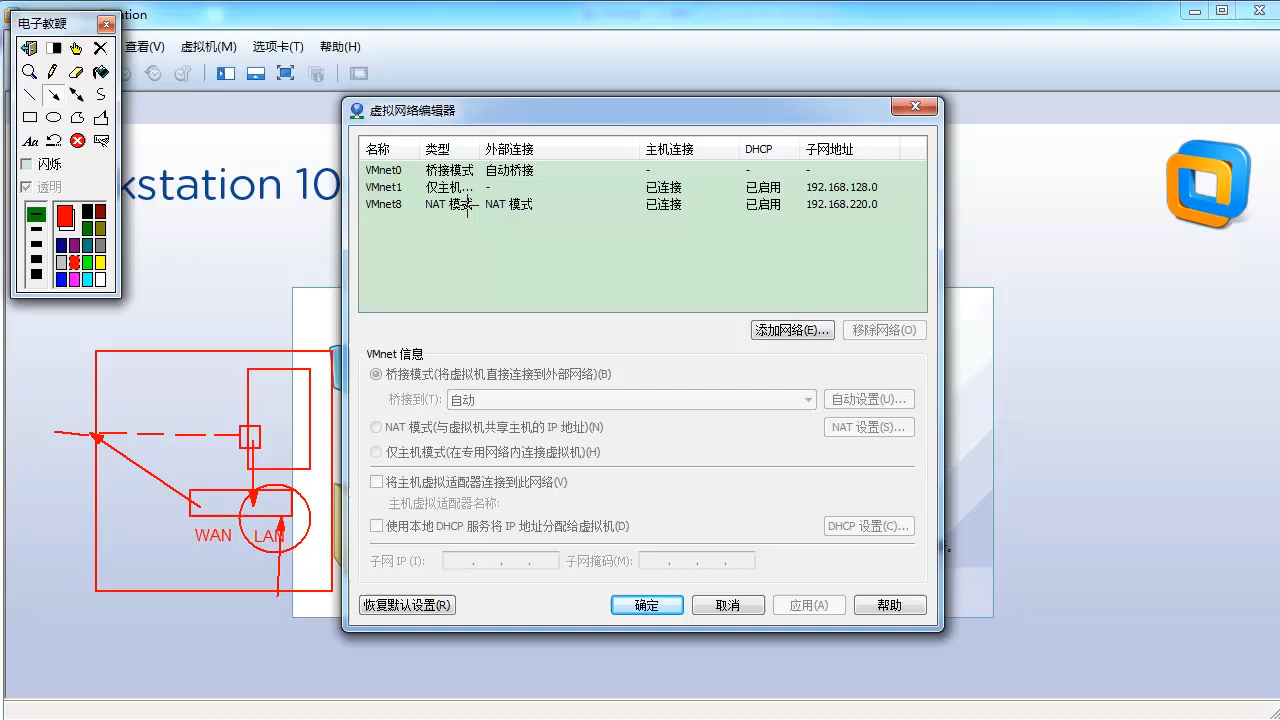 电子教鞭
tation
查看(V) 虚拟机(M) 选项卡(T) 帮助(H)
Aa
闪烁
透明
kstation 10
虚拟网络编辑器
名称 类型 外部连接 主机连接 DHCP 子网地址
VMnet0 桥接模式 自动桥接 - - -
VMnet1 仅主机... - 已连接 已启用 192.168.128.0
VMnet8 NAT 模式 NAT 模式 已连接 已启用 192.168.220.0
添加网络(E)... 移除网络(O)
VMnet 信息
桥接模式(将虚拟机直接连接到外部网络)(B)
桥接到(T): 自动 自动设置(U)...
NAT 模式(与虚拟机共享主机的 IP 地址)(N) NAT 设置(S)...
仅主机模式(在专用网络内连接虚拟机)(H)
将主机虚拟适配器连接到此网络(V)
主机虚拟适配器名称:
使用本地 DHCP 服务将 IP 地址分配给虚拟机(D) DHCP 设置(C)...
子网 IP (I): . . . 子网掩码(M): . . .
恢复默认设置(R) 确定 取消 应用(A) 帮助
WAN LAN